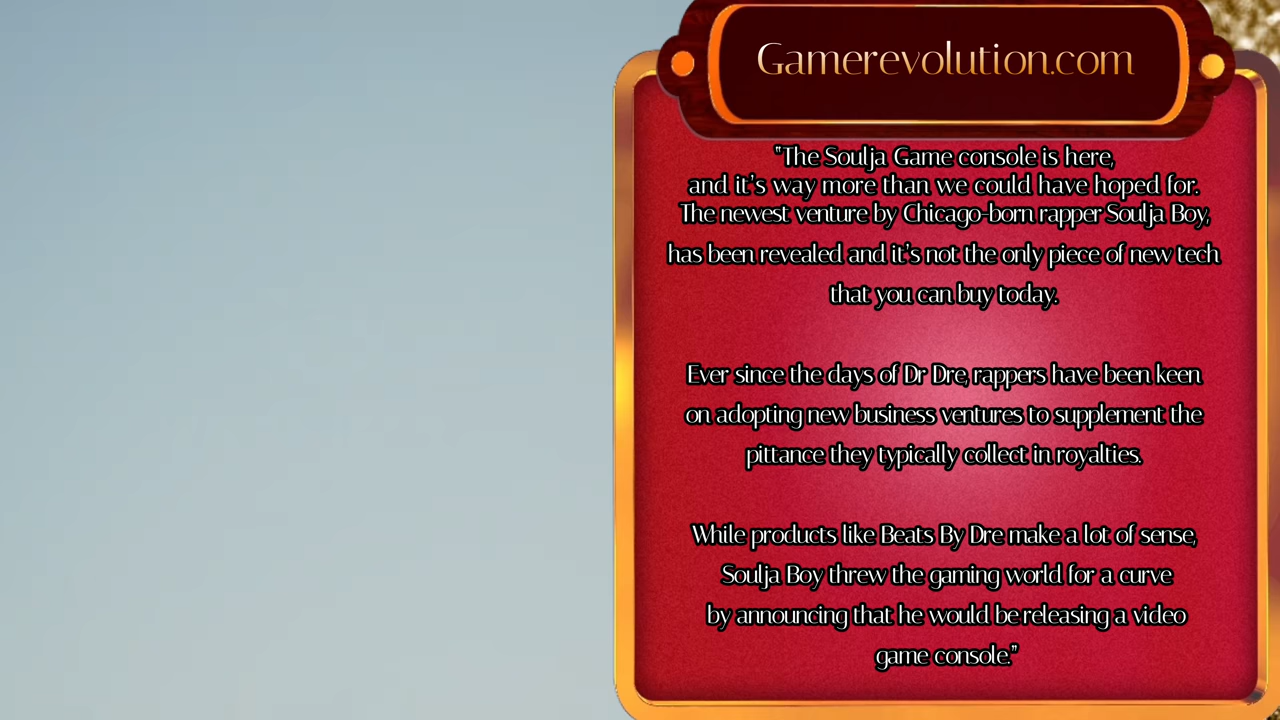 Gamerevolution.com
"The Soulja Game console is here,
and it's way more than we could have hoped for.
The newest venture by Chicago-born rapper Soulja Boy,
has been revealed and it's not the only piece of new tech
that you can buy today.
Ever since the days of Dr Dre, rappers have been keen
on adopting new business ventures to supplement the
pittance they typically collect in royalties.
While products like Beats By Dre make a lot of sense,
Soulja Boy threw the gaming world for a curve
by announcing that he would be releasing a video
game console."